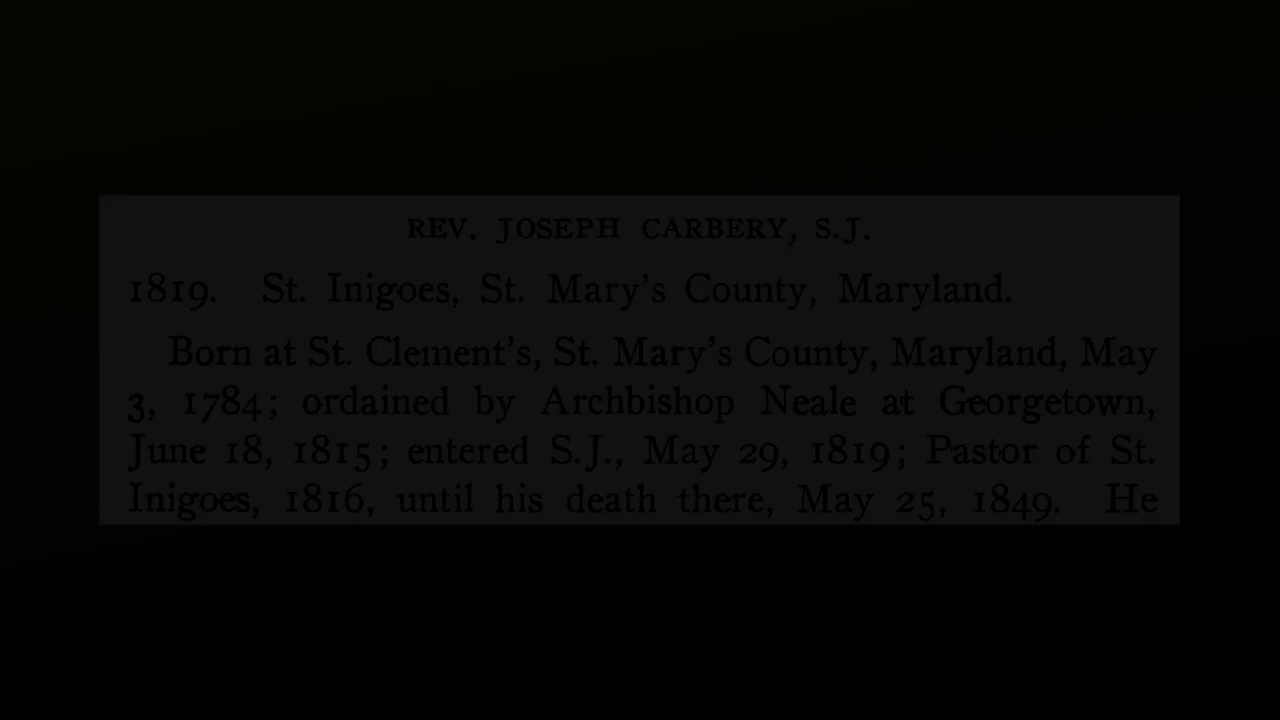 REV. JOSEPH CARBERY, S.J.
1819. St. Inigoes, St. Mary's County, Maryland.
Born at St. Clement's, St. Mary's County, Maryland, May
3, 1784; ordained by Archbishop Neale at Georgetown,
June 18, 1815; entered S.J., May 29, 1819; Pastor of St.
Inigoes, 1816, until his death there, May 25, 1849. He